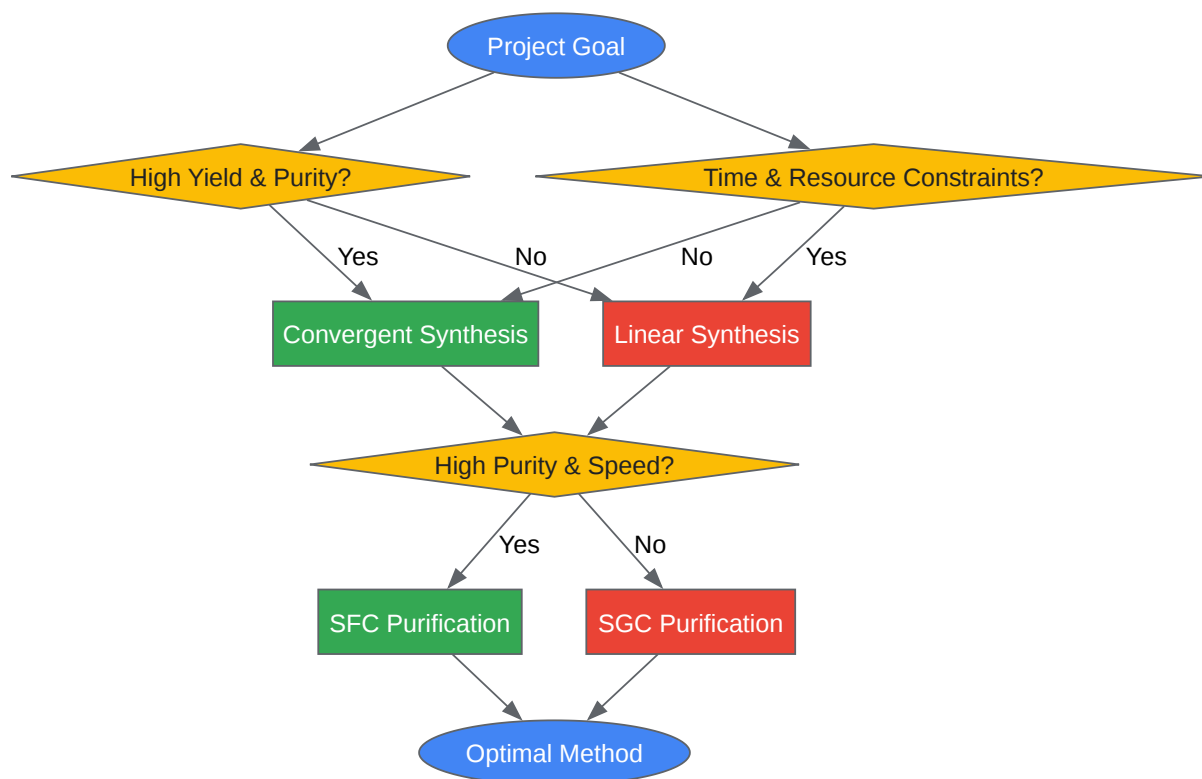 Project Goal
High Yield & Purity?
Time & Resource Constraints?
Yes
No
No
Yes
Convergent Synthesis
Linear Synthesis
High Purity & Speed?
Yes
No
SFC Purification
SGC Purification
Optimal Method